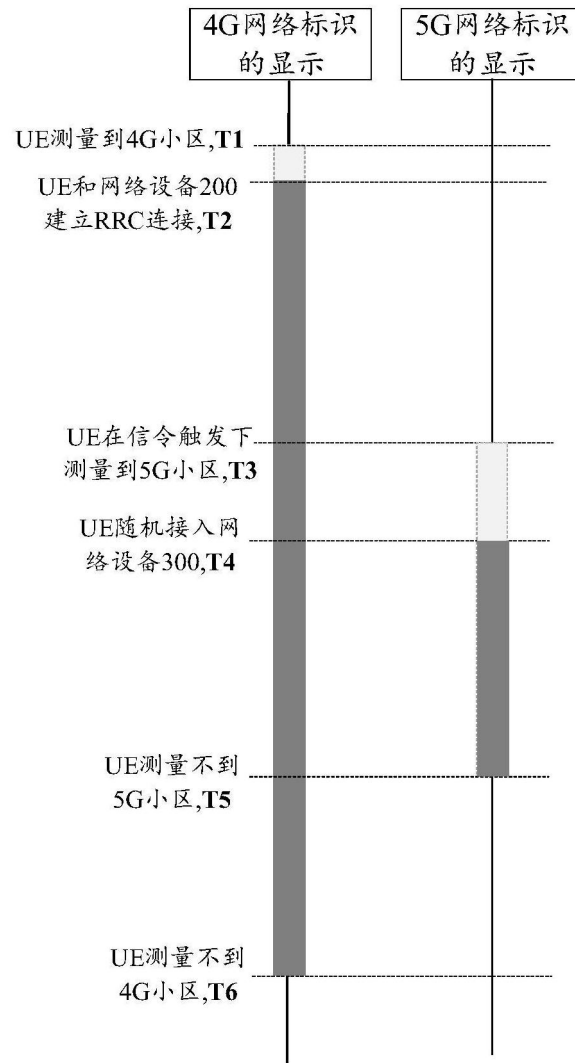 4G网络标识
的显示
5G网络标识
的显示
UE测量到4G小区,T1
UE和网络设备200
建立RRC连接,T2
UE在信令触发下
测量到5G小区,T3
UE随机接入网
络设备300,T4
UE测量不到
5G小区,T5
UE测量不到
4G小区,T6